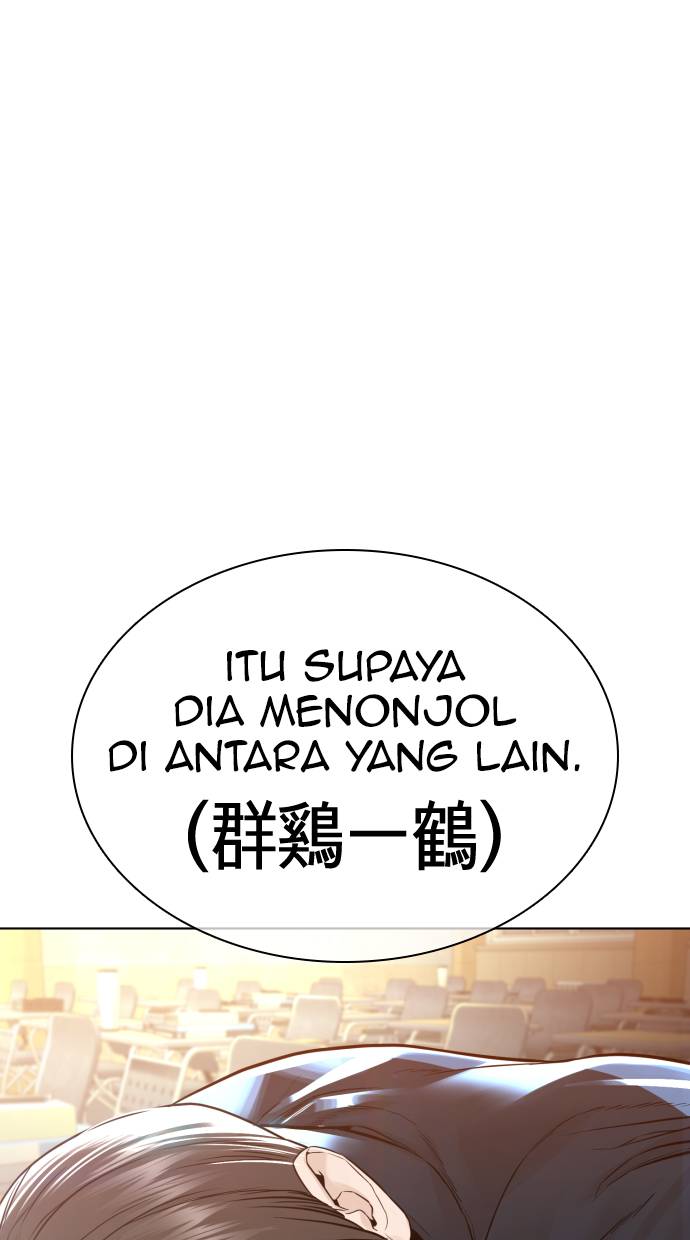 ITU SUPAYA
DIA MENONJOL
DI ANTARA YANG LAIN.
(群鷄一鶴)